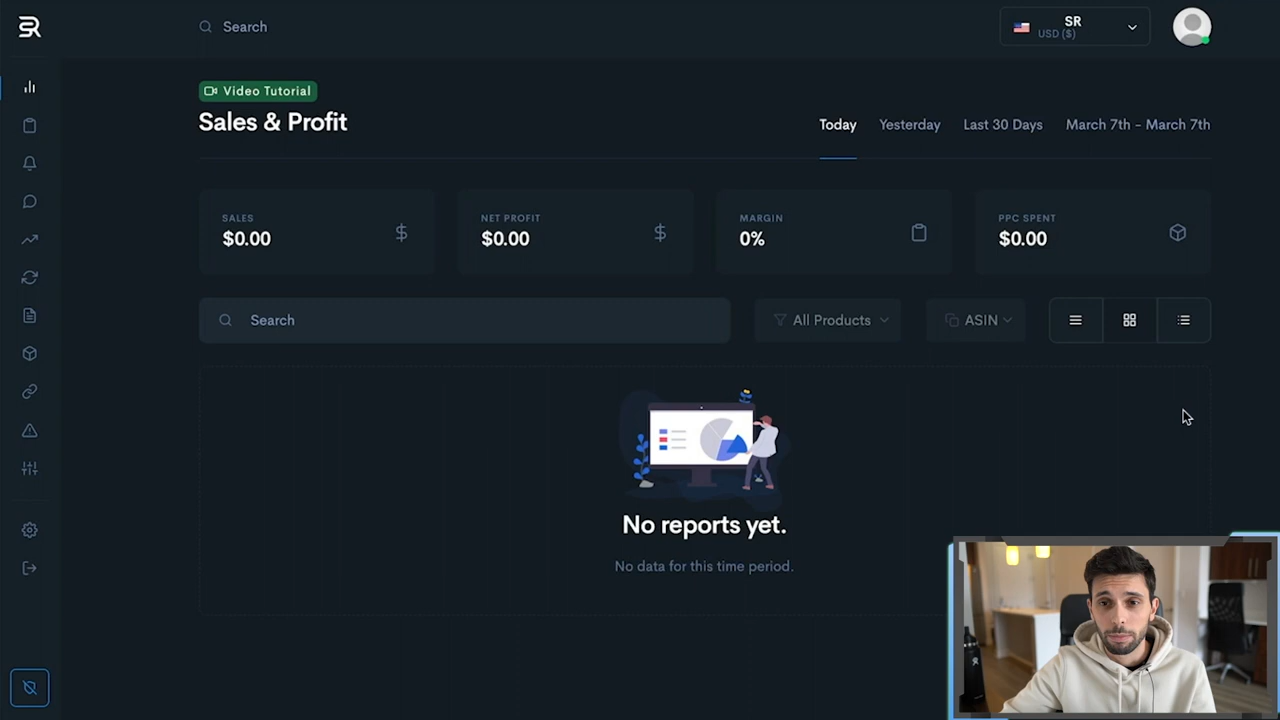 SR
Search
SR
USD ($)
Video Tutorial
Sales & Profit
Today
Yesterday
Last 30 Days
March 7th - March 7th
SALES
$0.00
$
NET PROFIT
$0.00
$
MARGIN
0%
PPC SPENT
$0.00
Search
All Products
ASIN
No reports yet.
No data for this time period.